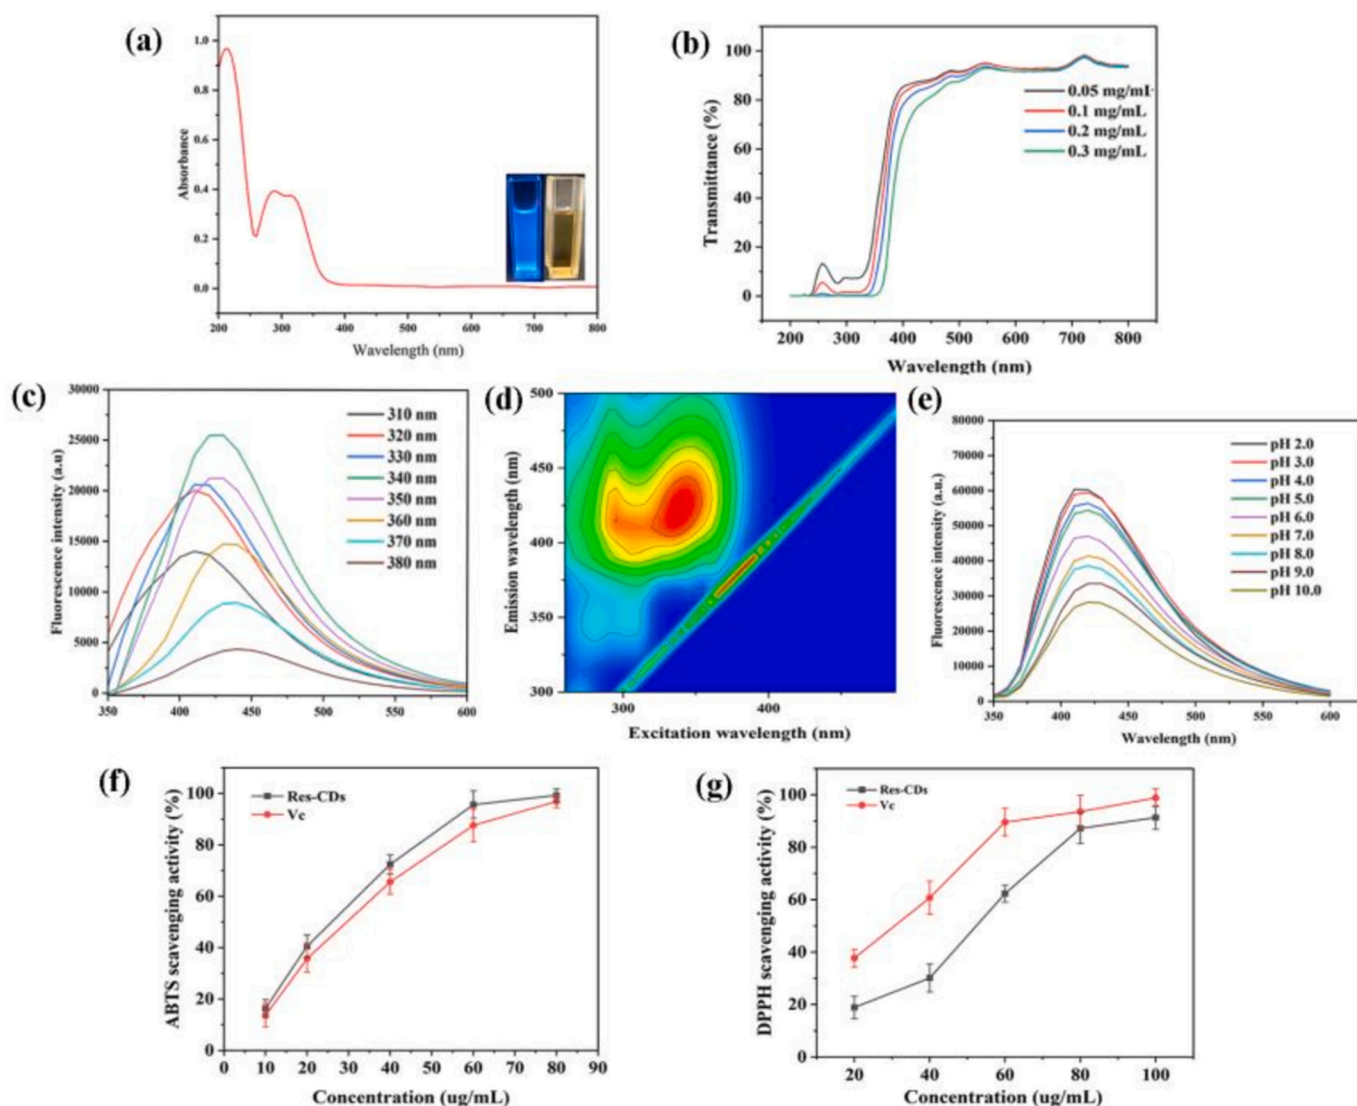 (a)
1.0
0.8
0.6
0.4
0.2
0.0
Absorbance
200 300 400 500 600 700 800
Wavelength (nm)
(b)
100
80
60
40
20
0
Transmittance (%)
0.05 mg/mL
0.1 mg/mL
0.2 mg/mL
0.3 mg/mL
200 300 400 500 600 700 800
Wavelength (nm)
(c)
30000
25000
20000
15000
10000
5000
0
Fluorescence intensity (a.u)
310 nm
320 nm
330 nm
340 nm
350 nm
360 nm
370 nm
380 nm
350 400 450 500 550 600
Wavelength (nm)
(d)
500
450
400
350
300
Emission wavelength (nm)
300 400
Excitation wavelength (nm)
(e)
80000
70000
60000
50000
40000
30000
20000
10000
0
Fluorescence intensity (a.u.)
pH 2.0
pH 3.0
pH 4.0
pH 5.0
pH 6.0
pH 7.0
pH 8.0
pH 9.0
pH 10.0
350 400 450 500 550 600
Wavelength (nm)
(f)
100
80
60
40
20
0
ABTS scavenging activity (%)
Res-CDs
Vc
0 10 20 30 40 50 60 70 80 90
Concentration (ug/mL)
(g)
100
80
60
40
20
0
DPPH scavenging activity (%)
Res-CDs
Vc
20 40 60 80 100
Concentration (ug/mL)